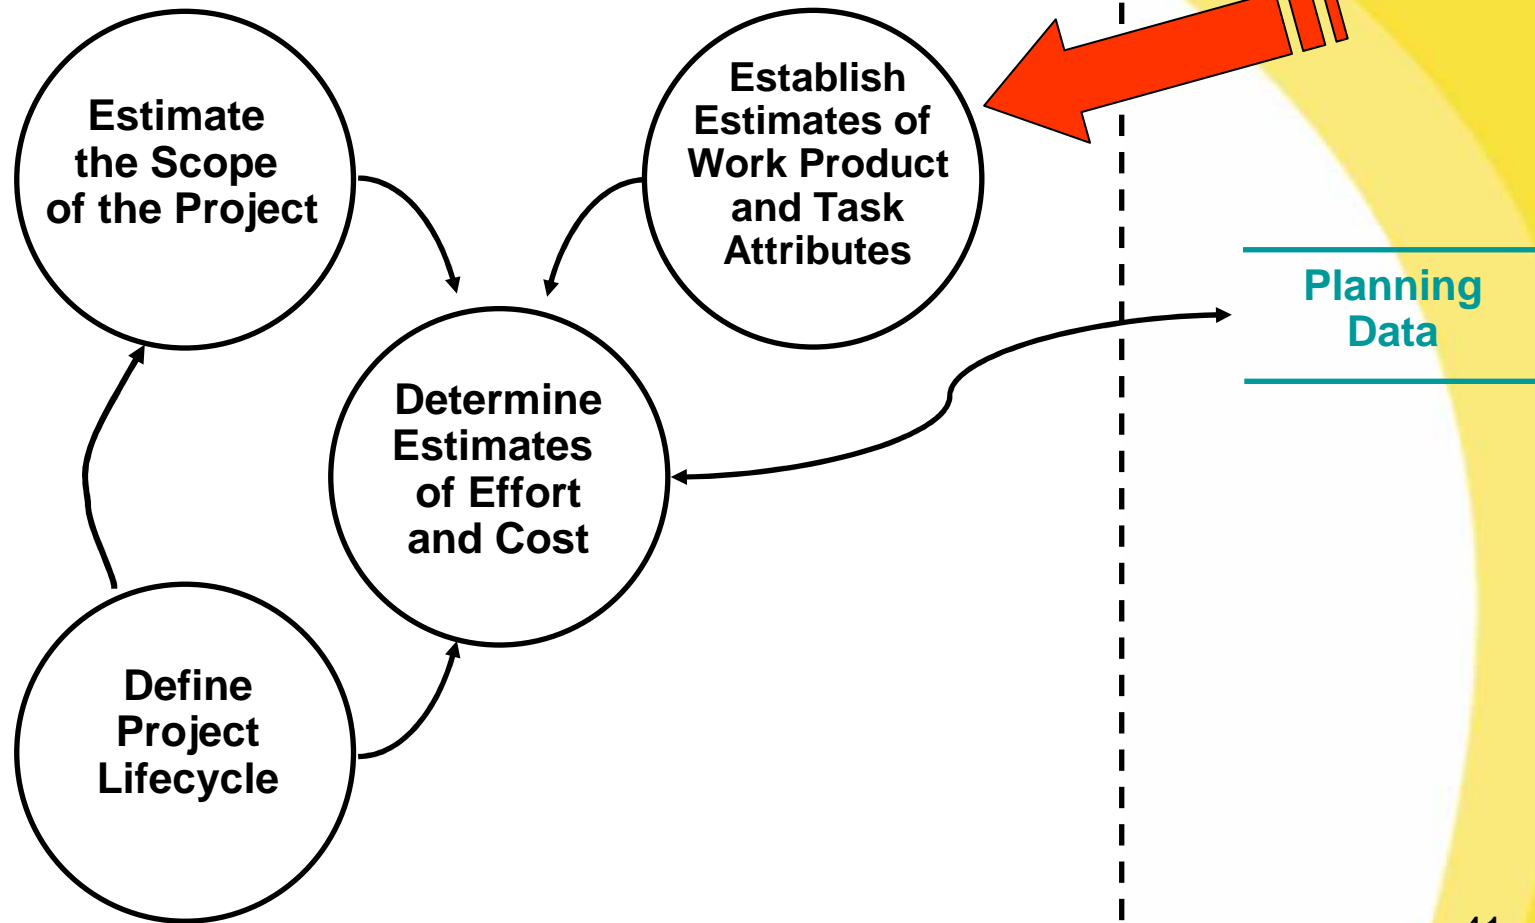 Estimate
the Scope
of the Project
Establish
Estimates of
Work Product
and Task
Attributes
Planning
Data
Determine
Estimates
of Effort
and Cost
Define
Project
Lifecycle